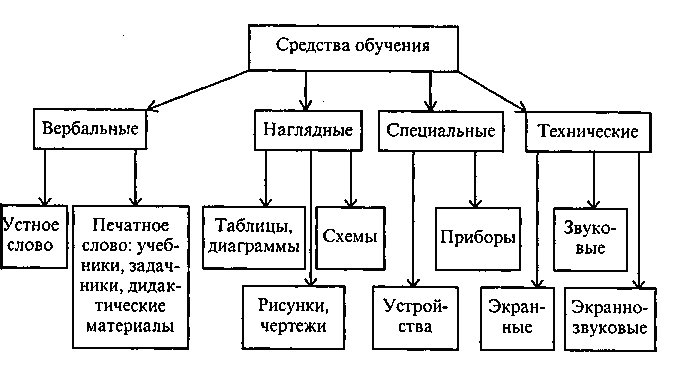 Средства обучения
Вербальные
Наглядные
Специальные
Технические
Устное
слово
Печатное
слово: учеб-
ники, задач-
ники, дидак-
тические
материалы
Таблицы,
диаграммы
Схемы
Приборы
Звуко-
вые
Рисунки,
чертежи
Устрой-
ства
Экран-
ные
Экранно-
звуковые